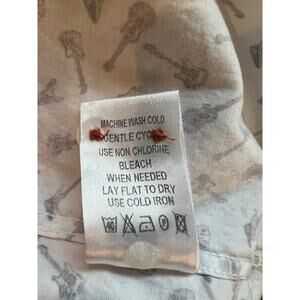 MACHINE WASH COLD
GENTLE CYCLE
USE NON CHLORINE
BLEACH
WHEN NEEDED
LAY FLAT TO DRY
USE COLD IRON